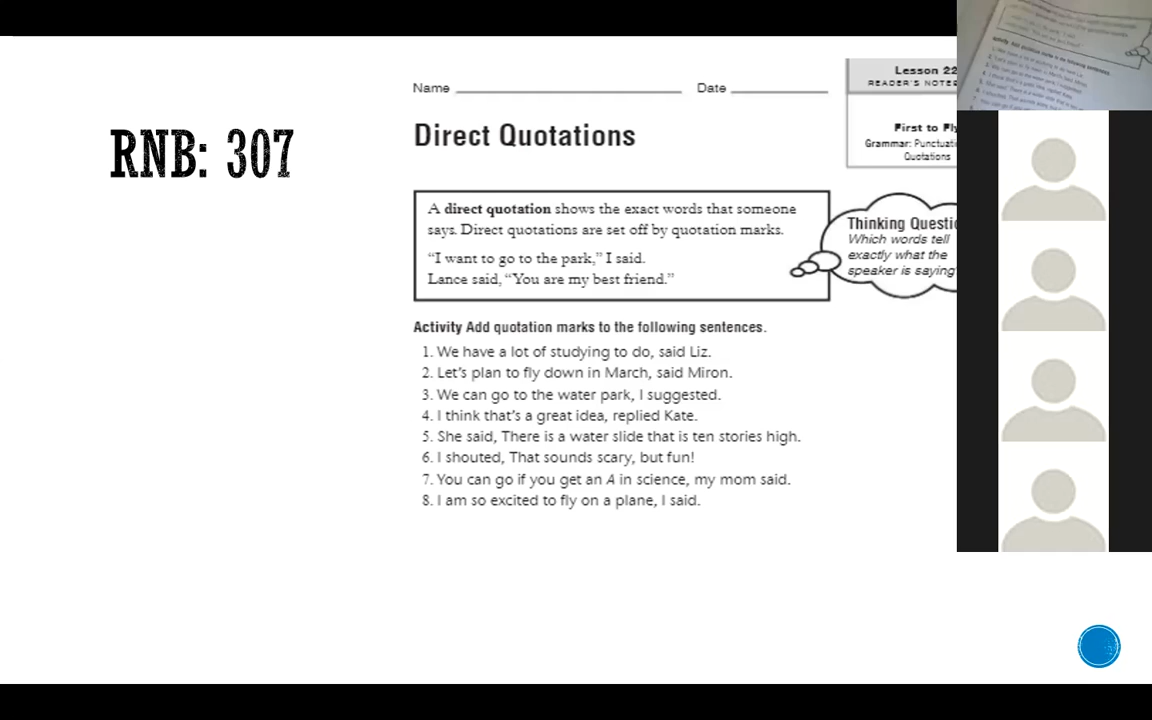 RNB: 307
Name
Date
Lesson 22
READER'S
Direct Quotations
First to
Grammar:
Quotations
A direct quotation shows the exact words that someone
says. Direct quotations are set off by quotation marks.
“I want to go to the park,” I said.
Lance said, “You are my best friend.”
Thinking
Which words tell
exactly what the
speaker is saying
Activity Add quotation marks to the following sentences.
1. We have a lot of studying to do, said Liz.
2. Let's plan to fly down in March, said Miron.
3. We can go to the water park, I suggested.
4. I think that's a great idea, replied Kate.
5. She said, There is a water slide that is ten stories high.
6. I shouted, That sounds scary, but fun!
7. You can go if you get an A in science, my mom said.
8. I am so excited to fly on a plane, I said.